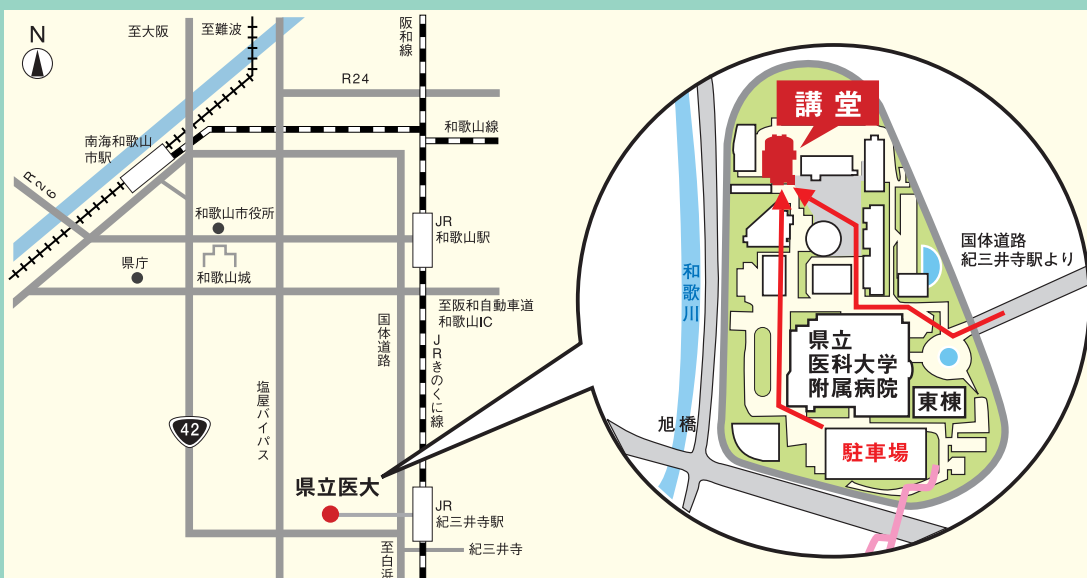 N
至大阪
至難波
阪和線
R24
和歌山線
南海和歌山
市駅
R26
和歌山市役所
JR
和歌山駅
県庁
和歌山城
至阪和自動車道
和歌山IC
国体道路
JRきのくに線
塩屋バイパス
42
県立医大
JR
紀三井寺駅
至白浜
紀三井寺
講堂
国体道路
紀三井寺駅より
和歌川
県立
医科大学
附属病院
東棟
旭橋
駐車場